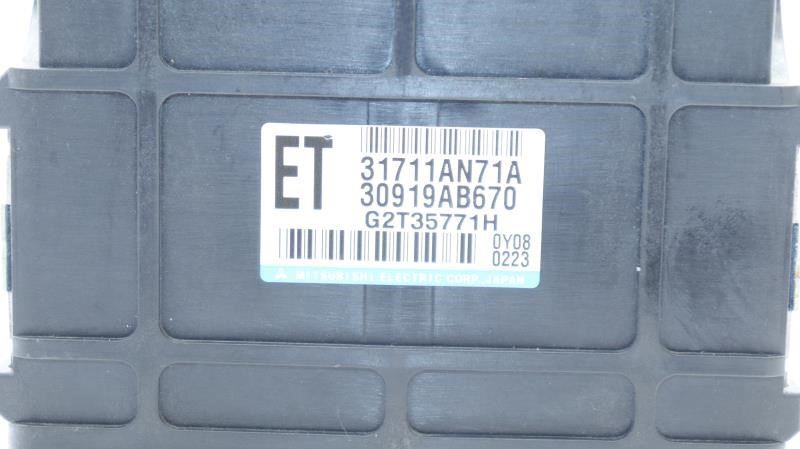 ET
31711AN71A
30919AB670
G2T35771H
0Y08
0223
MITSUBISHI ELECTRIC CORP. JAPAN